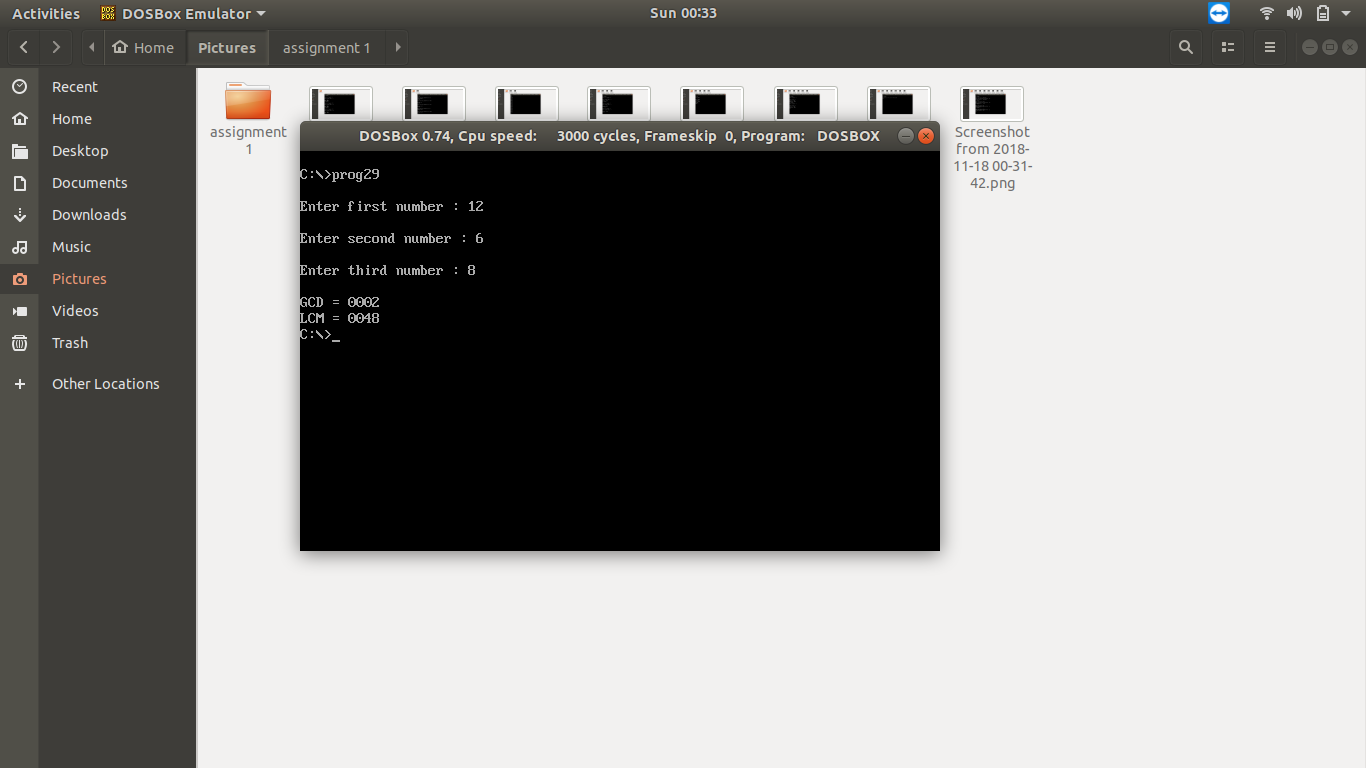 Activities DOSBox Emulator Sun 00:33
Home Pictures assignment 1
Recent
Home
Desktop
Documents
Downloads
Music
Pictures
Videos
Trash
+ Other Locations
assignment
1
Screenshot
from 2018-
11-18 00-31-
42.png
DOSBox 0.74, Cpu speed: 3000 cycles, Frameskip 0, Program: DOSBOX
C:\>prog29
Enter first number : 12
Enter second number : 6
Enter third number : 8
GCD = 0002
LCM = 0048
C:\>_